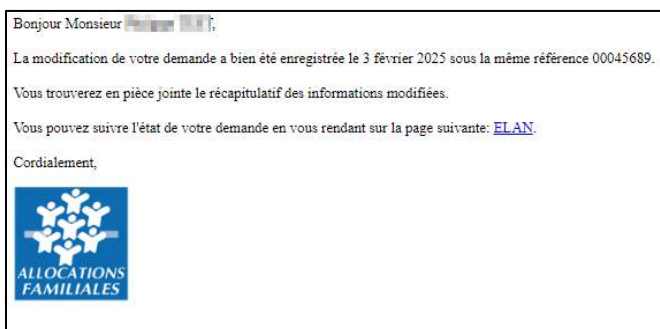 Bonjour Monsieur
La modification de votre demande a bien été enregistrée le 3 février 2025 sous la même référence 00045689.
Vous trouverez en pièce jointe le récapitulatif des informations modifiées.
Vous pouvez suivre l'état de votre demande en vous rendant sur la page suivante: ELAN.
Cordialement,
ALLOCATIONS
FAMILIALES